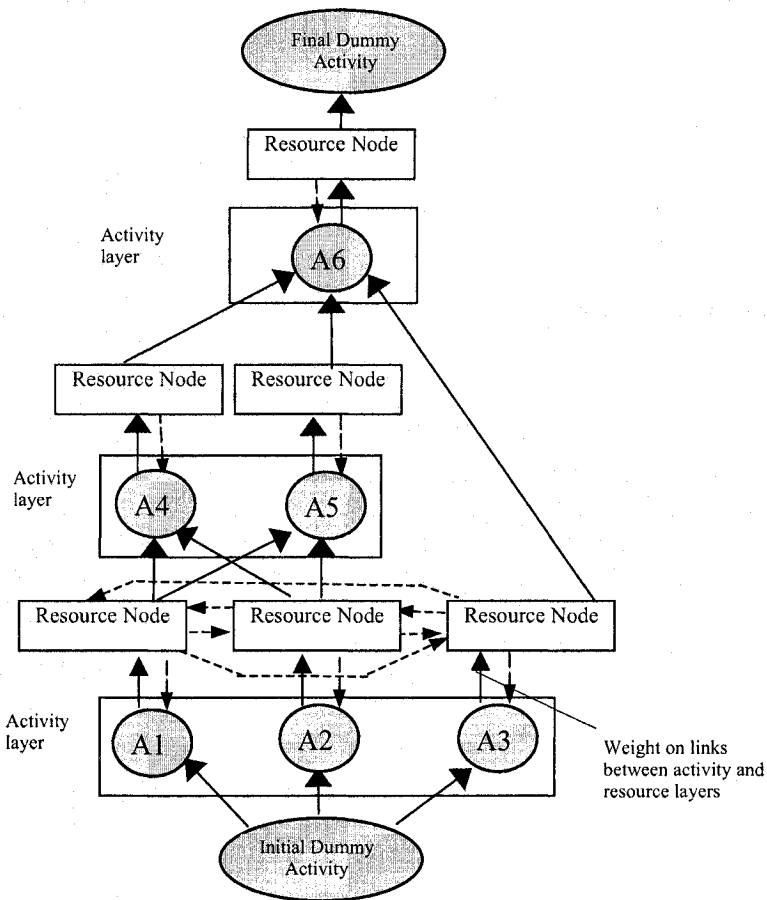 Final Dummy
Activity
Resource Node
Activity
layer
A6
Resource Node
Resource Node
Activity
layer
A4
A5
Resource Node
Resource Node
Resource Node
Activity
layer
A1
A2
A3
Weight on links
between activity and
resource layers
Initial Dummy
Activity